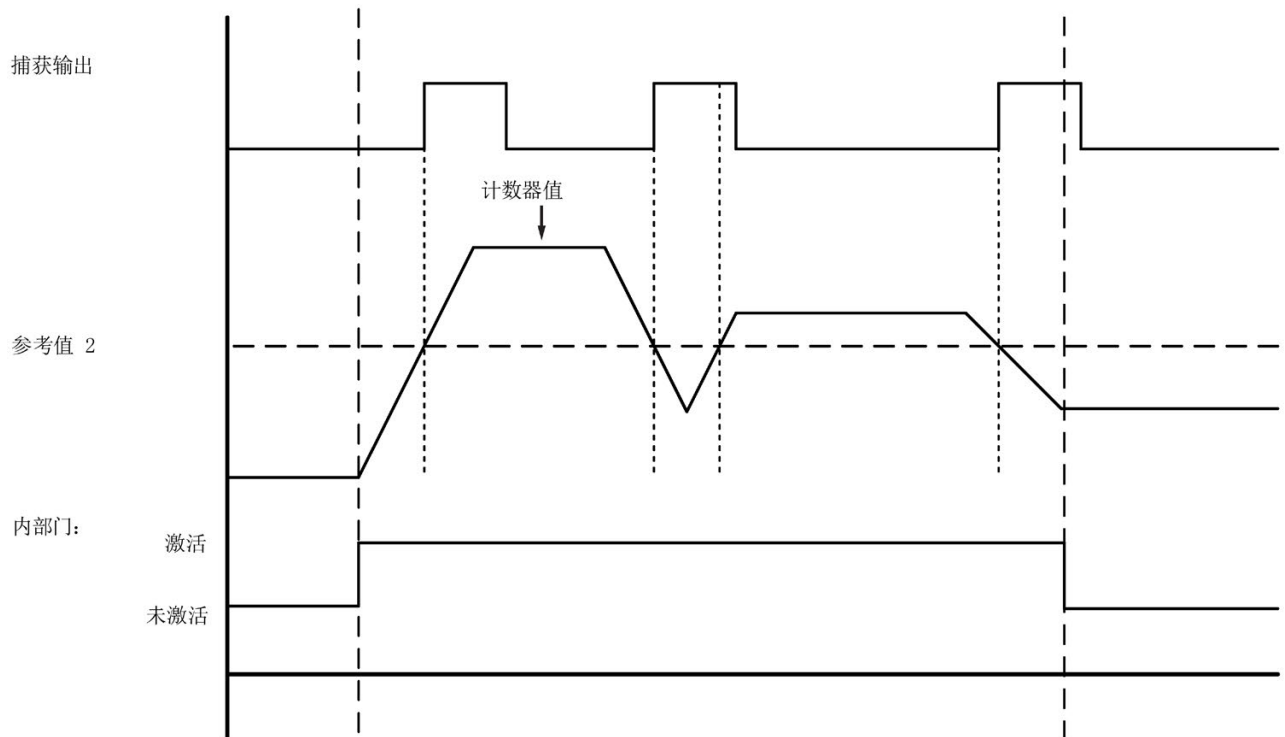 捕获输出
计数器值
参考值 2
内部门:
激活
未激活